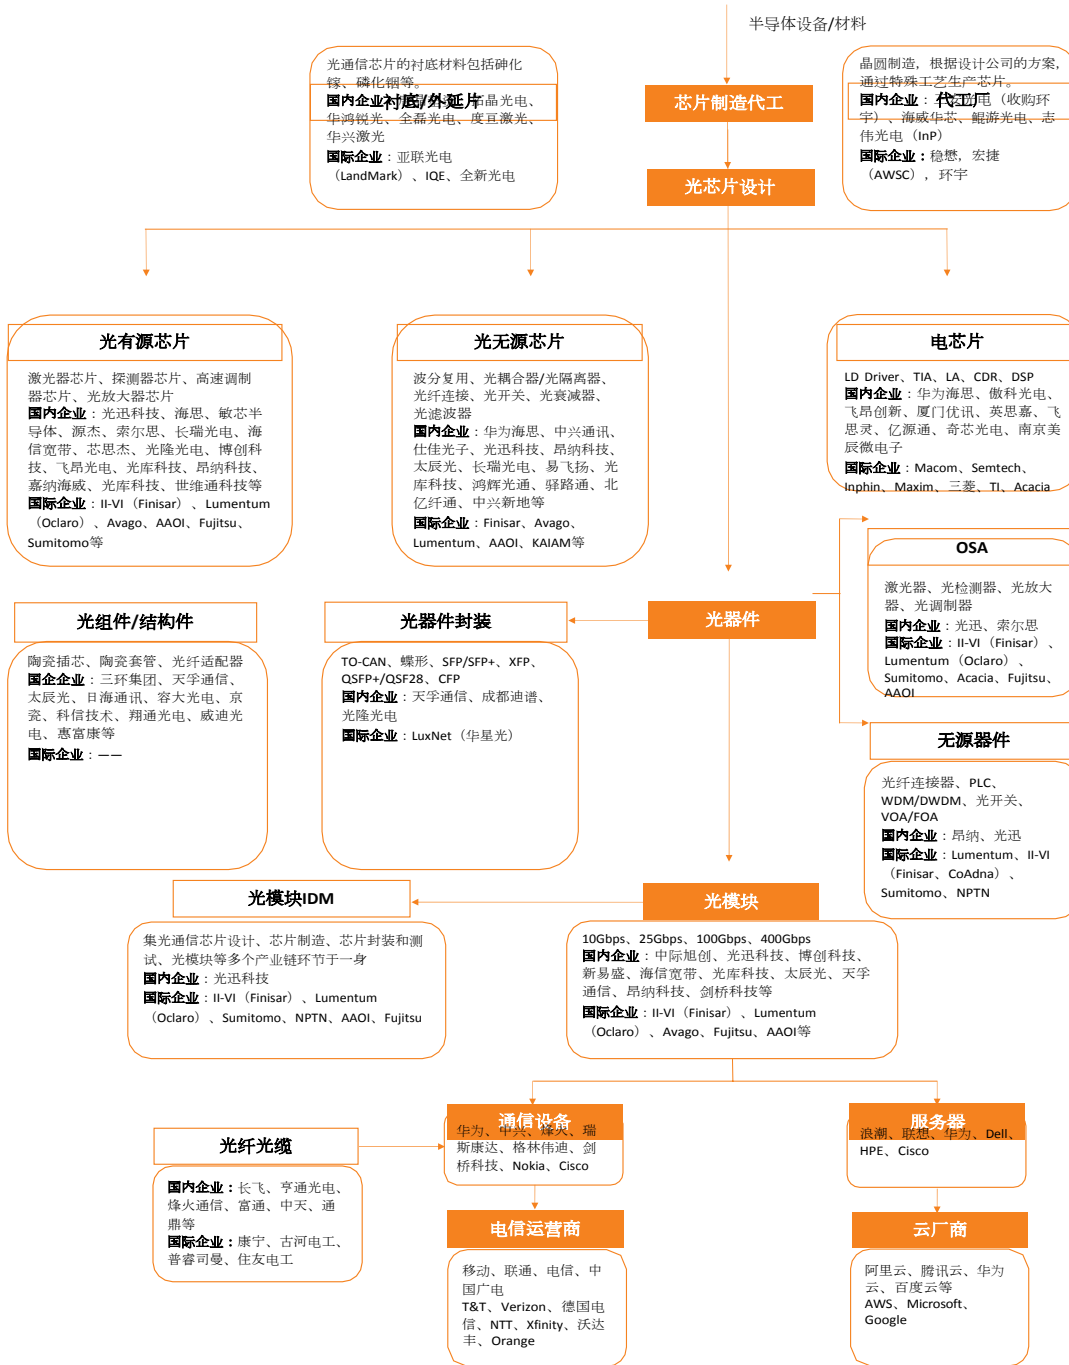 半导体设备/材料
光通信芯片的衬底材料包括砷化
镓、磷化铟等。
衬底/外延片
国内企业
晶光电、
华鸿锐光、全磊光电、度亘激光、
华兴激光
国际企业：亚联光电
（LandMark）、IQE、全新光电
芯片制造代工
晶圆制造，根据设计公司的方案，
通过特殊工艺生产芯片。
代工厂
国内企业：
光电（收购环
宇）、海威华芯、鲲游光电、志
伟光电（InP）
国际企业：稳懋，宏捷
（AWSC），环宇
光芯片设计
光有源芯片
激光器芯片、探测器芯片、高速调制
器芯片、光放大器芯片
国内企业：光迅科技、海思、敏芯半
导体、源杰、索尔思、长瑞光电、海
信宽带、芯思杰、光隆光电、博创科
技、飞昂光电、光库科技、昂纳科技、
嘉纳海威、光库科技、世维通科技等
国际企业：II-VI（Finisar）、Lumentum
（Oclaro）、Avago、AAOI、Fujitsu、
Sumitomo等
光无源芯片
波分复用、光耦合器/光隔离器、
光纤连接、光开关、光衰减器、
光滤波器
国内企业：华为海思、中兴通讯、
仕佳光子、光迅科技、昂纳科技、
太辰光、长瑞光电、易飞扬、光
库科技、鸿辉光通、驿路通、北
亿纤通、中兴新地等
国际企业：Finisar、Avago、
Lumentum、AAOI、KAIAM等
电芯片
LD Driver、TIA、LA、CDR、DSP
国内企业：华为海思、傲科光电、
飞昂创新、厦门优讯、英思嘉、飞
思灵、亿源通、奇芯光电、南京美
辰微电子
国际企业：Macom、Semtech、
Inphin、Maxim、三菱、TI、Acacia
OSA
激光器、光检测器、光放大
器、光调制器
国内企业：光迅、索尔思
国际企业：II-VI（Finisar）、
Lumentum（Oclaro）、
Sumitomo、Acacia、Fujitsu、
AAOI
光组件/结构件
陶瓷插芯、陶瓷套管、光纤适配器
国企企业：三环集团、天孚通信、
太辰光、日海通讯、容大光电、京
瓷、科信技术、翔通光电、威迪光
电、惠富康等
国际企业：——
光器件封装
TO-CAN、蝶形、SFP/SFP+、XFP、
QSFP+/QSF28、CFP
国内企业：天孚通信、成都迪谱、
光隆光电
国际企业：LuxNet（华星光）
光器件
无源器件
光纤连接器、PLC、
WDM/DWDM、光开关、
VOA/FOA
国内企业：昂纳、光迅
国际企业：Lumentum、II-VI
（Finisar、CoAdna）、
Sumitomo、NPTN
光模块IDM
集光通信芯片设计、芯片制造、芯片封装和测
试、光模块等多个产业链环节于一身
国内企业：光迅科技
国际企业：II-VI（Finisar）、Lumentum
（Oclaro）、Sumitomo、NPTN、AAOI、Fujitsu
光模块
10Gbps、25Gbps、100Gbps、400Gbps
国内企业：中际旭创、光迅科技、博创科技、
新易盛、海信宽带、光库科技、太辰光、天孚
通信、昂纳科技、剑桥科技等
国际企业：II-VI（Finisar）、Lumentum
（Oclaro）、Avago、Fujitsu、AAOI等
光纤光缆
国内企业：长飞、亨通光电、
烽火通信、富通、中天、通
鼎等
国际企业：康宁、古河电工、
普睿司曼、住友电工
通信设备
华为、中兴、烽火、瑞
斯康达、格林伟迪、剑
桥科技、Nokia、Cisco
服务器
浪潮、联想、华为、Dell、
HPE、Cisco
电信运营商
移动、联通、电信、中
国广电
T&T、Verizon、德国电
信、NTT、Xfinity、沃达
丰、Orange
云厂商
阿里云、腾讯云、华为
云、百度云等
AWS、Microsoft、
Google